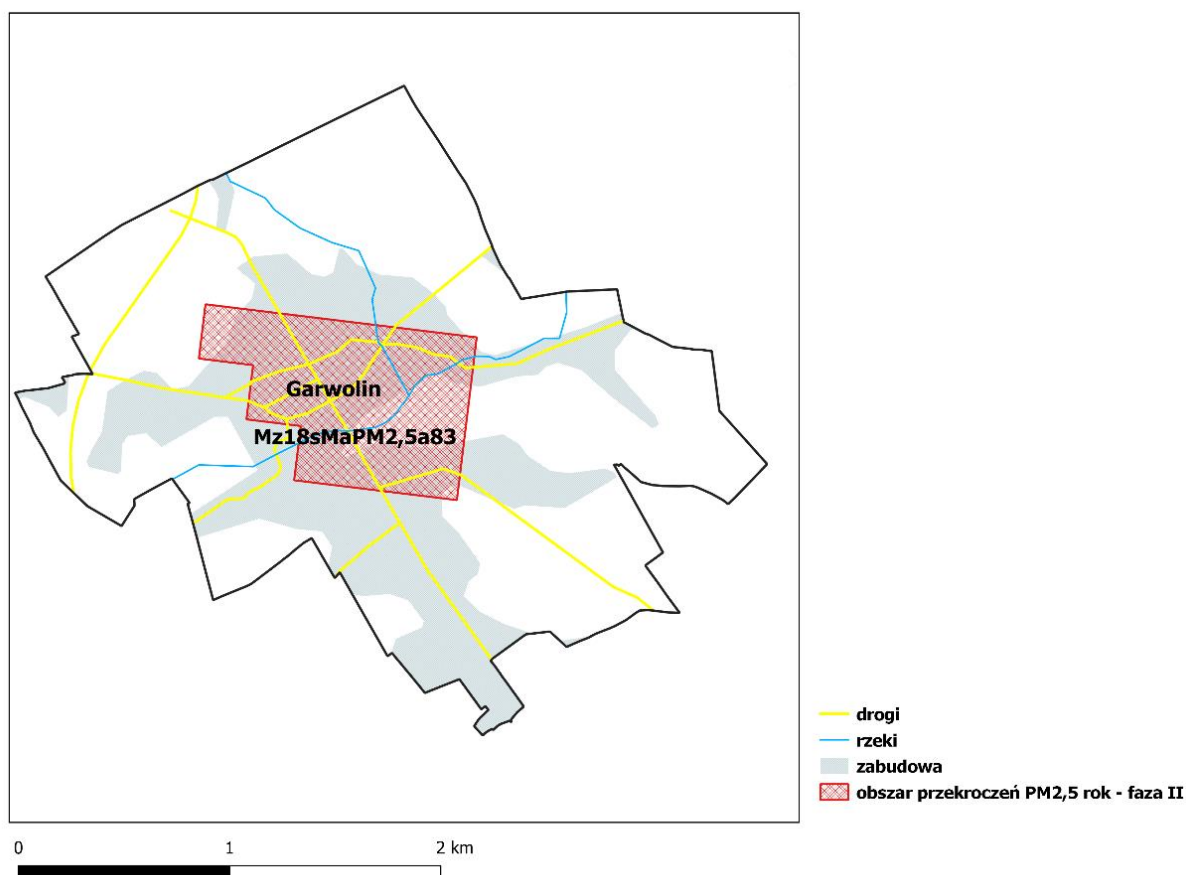 Garwolin
Mz18sMaPM2,5a83
drogi
rzeki
zabudowa
obszar przekroczeń PM2,5 rok - faza II
0 1 2 km